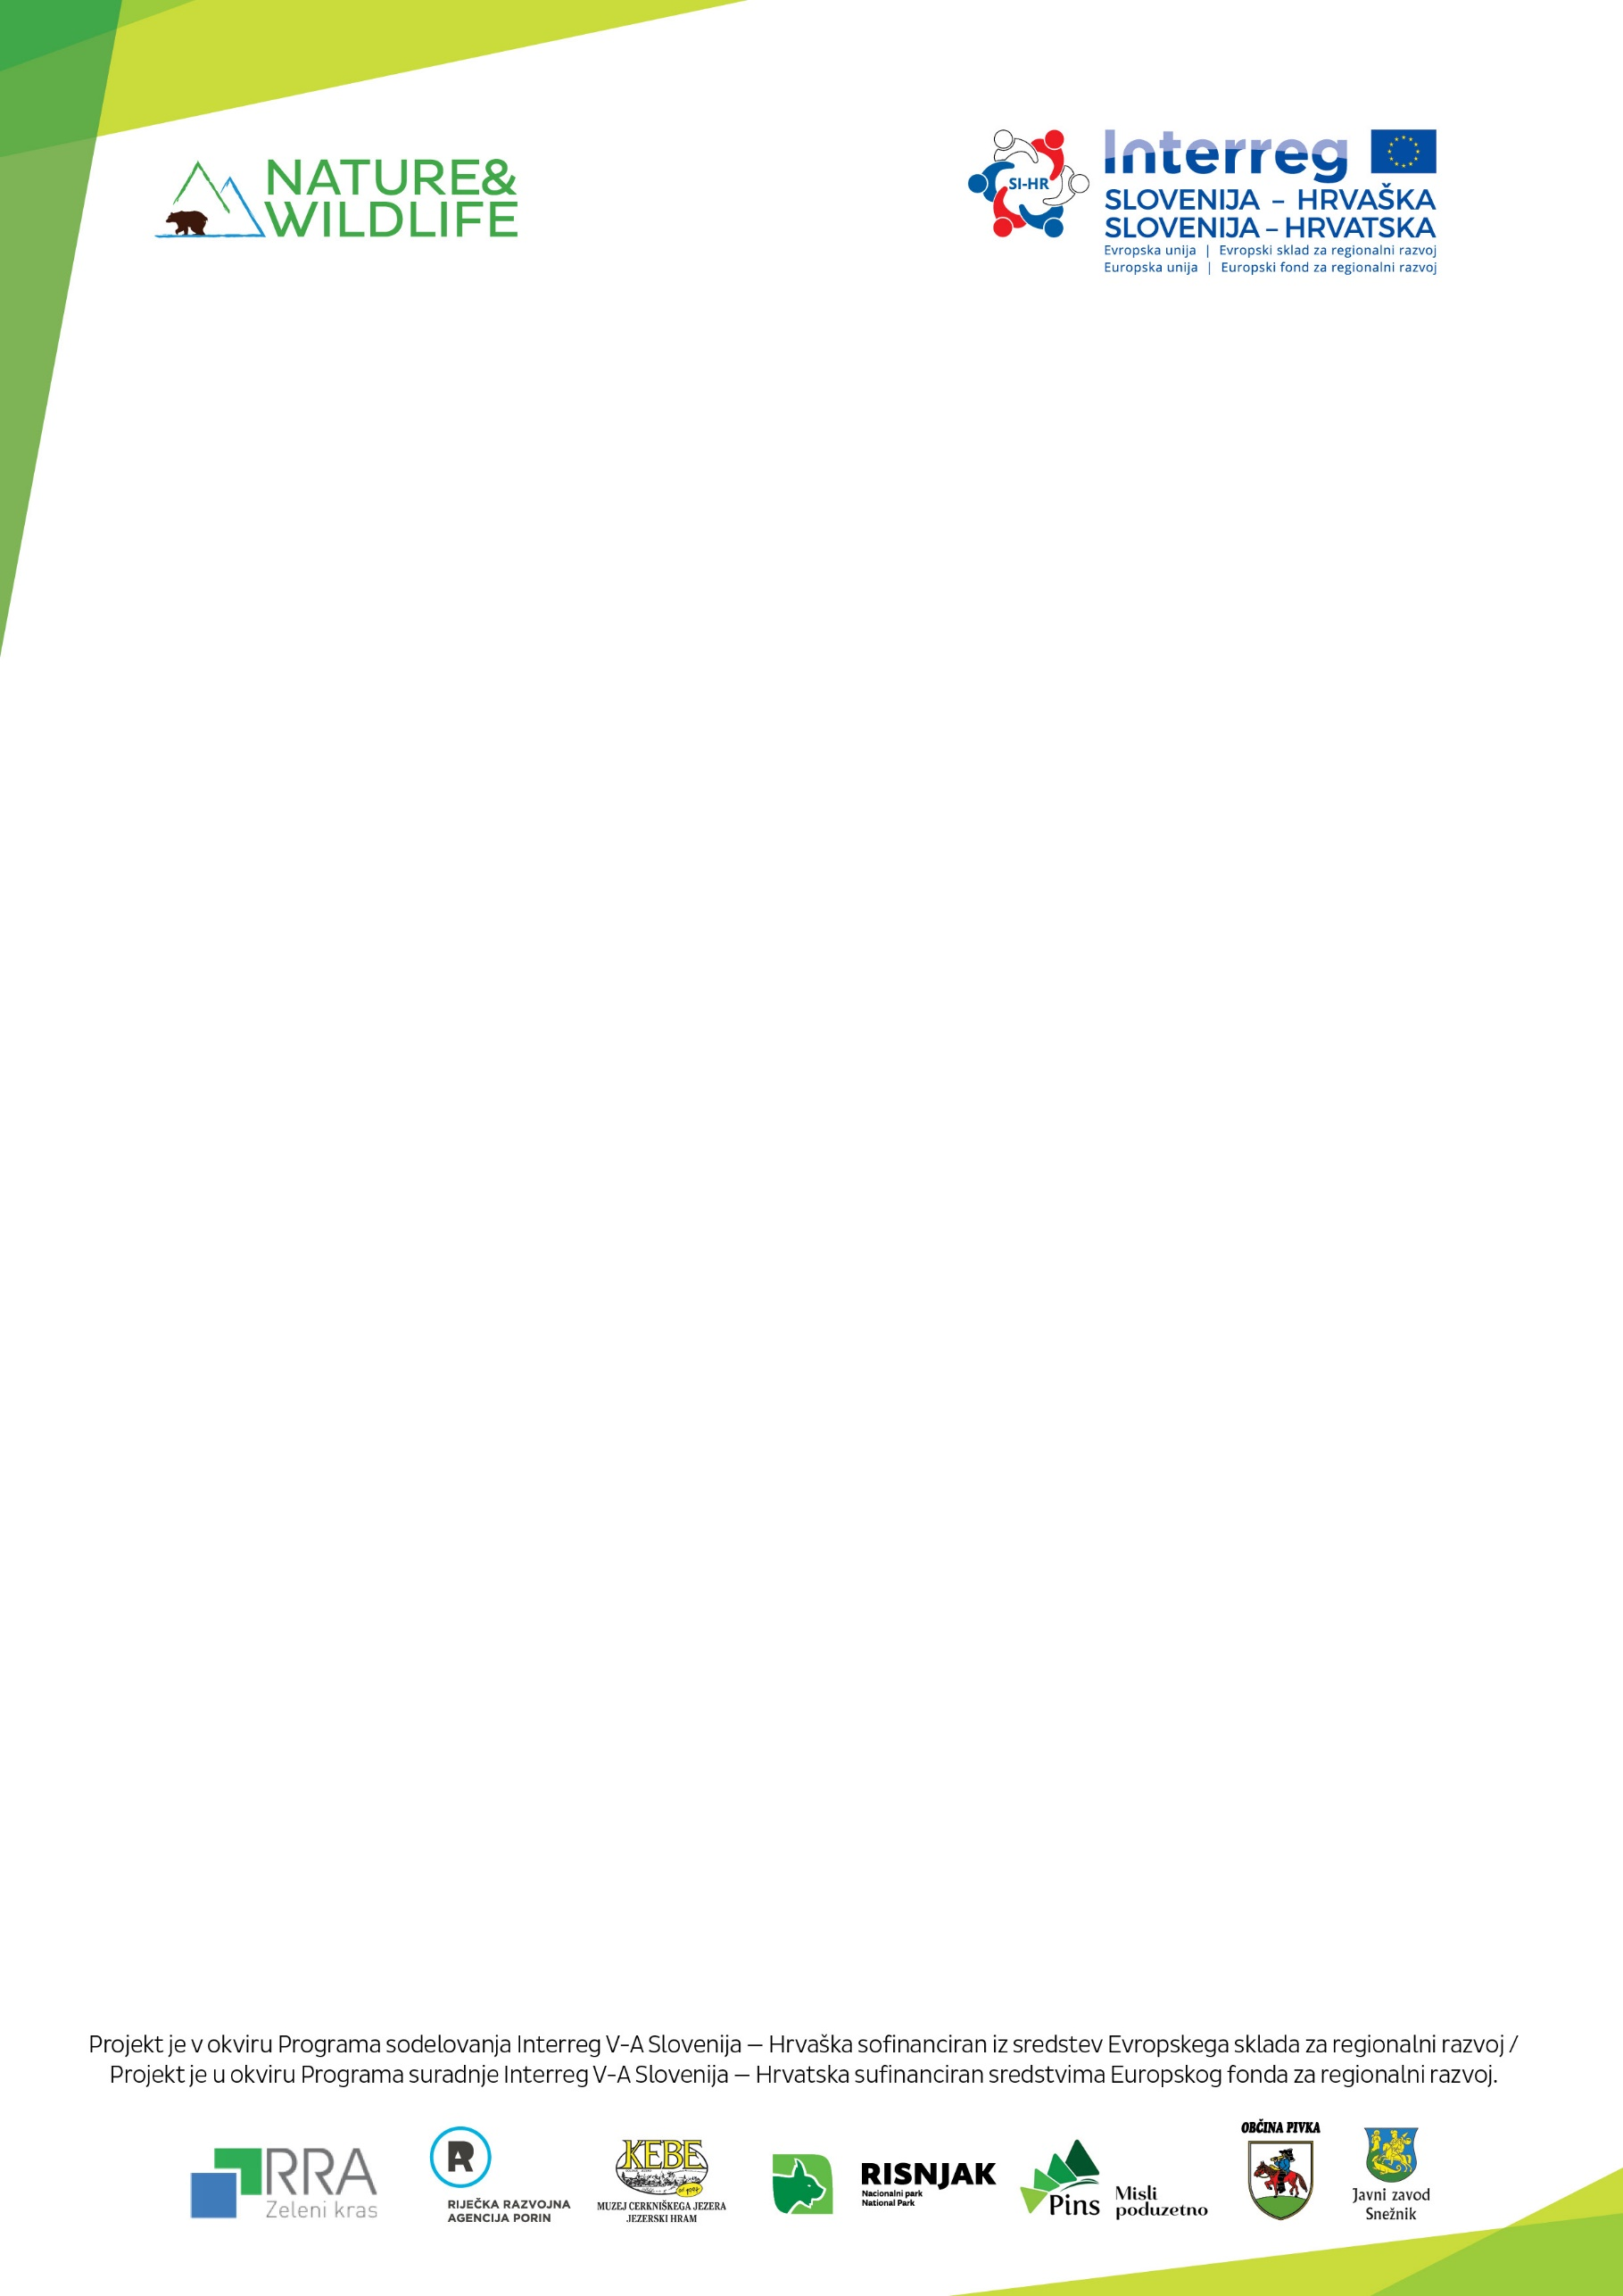 NATURE&
WILDLIFE
SI-HR
Interreg
SLOVENIJA – HRVAŠKA
SLOVENIJA – HRVATSKA
Evropska unija | Evropski sklad za regionalni razvoj
Europska unija | Europski fond za regionalni razvoj
Projekt je v okviru Programa sodelovanja Interreg V-A Slovenija – Hrvaška sofinanciran iz sredstev Evropskega sklada za regionalni razvoj /
Projekt je u okviru Programa suradnje Interreg V-A Slovenija – Hrvatska sufinanciran sredstvima Europskog fonda za regionalni razvoj.
RRA
Zeleni kras
R
RIJEČKA RAZVOJNA
AGENCIJA PORIN
KEBE
MUZEJ CERKNIŠKEGA JEZERA
JEZERSKI HRAM
RISNJAK
Nacionalni park
National Park
Pins
Misli
poduzetno
OBČINA PIVKA
Javni zavod
Snežnik